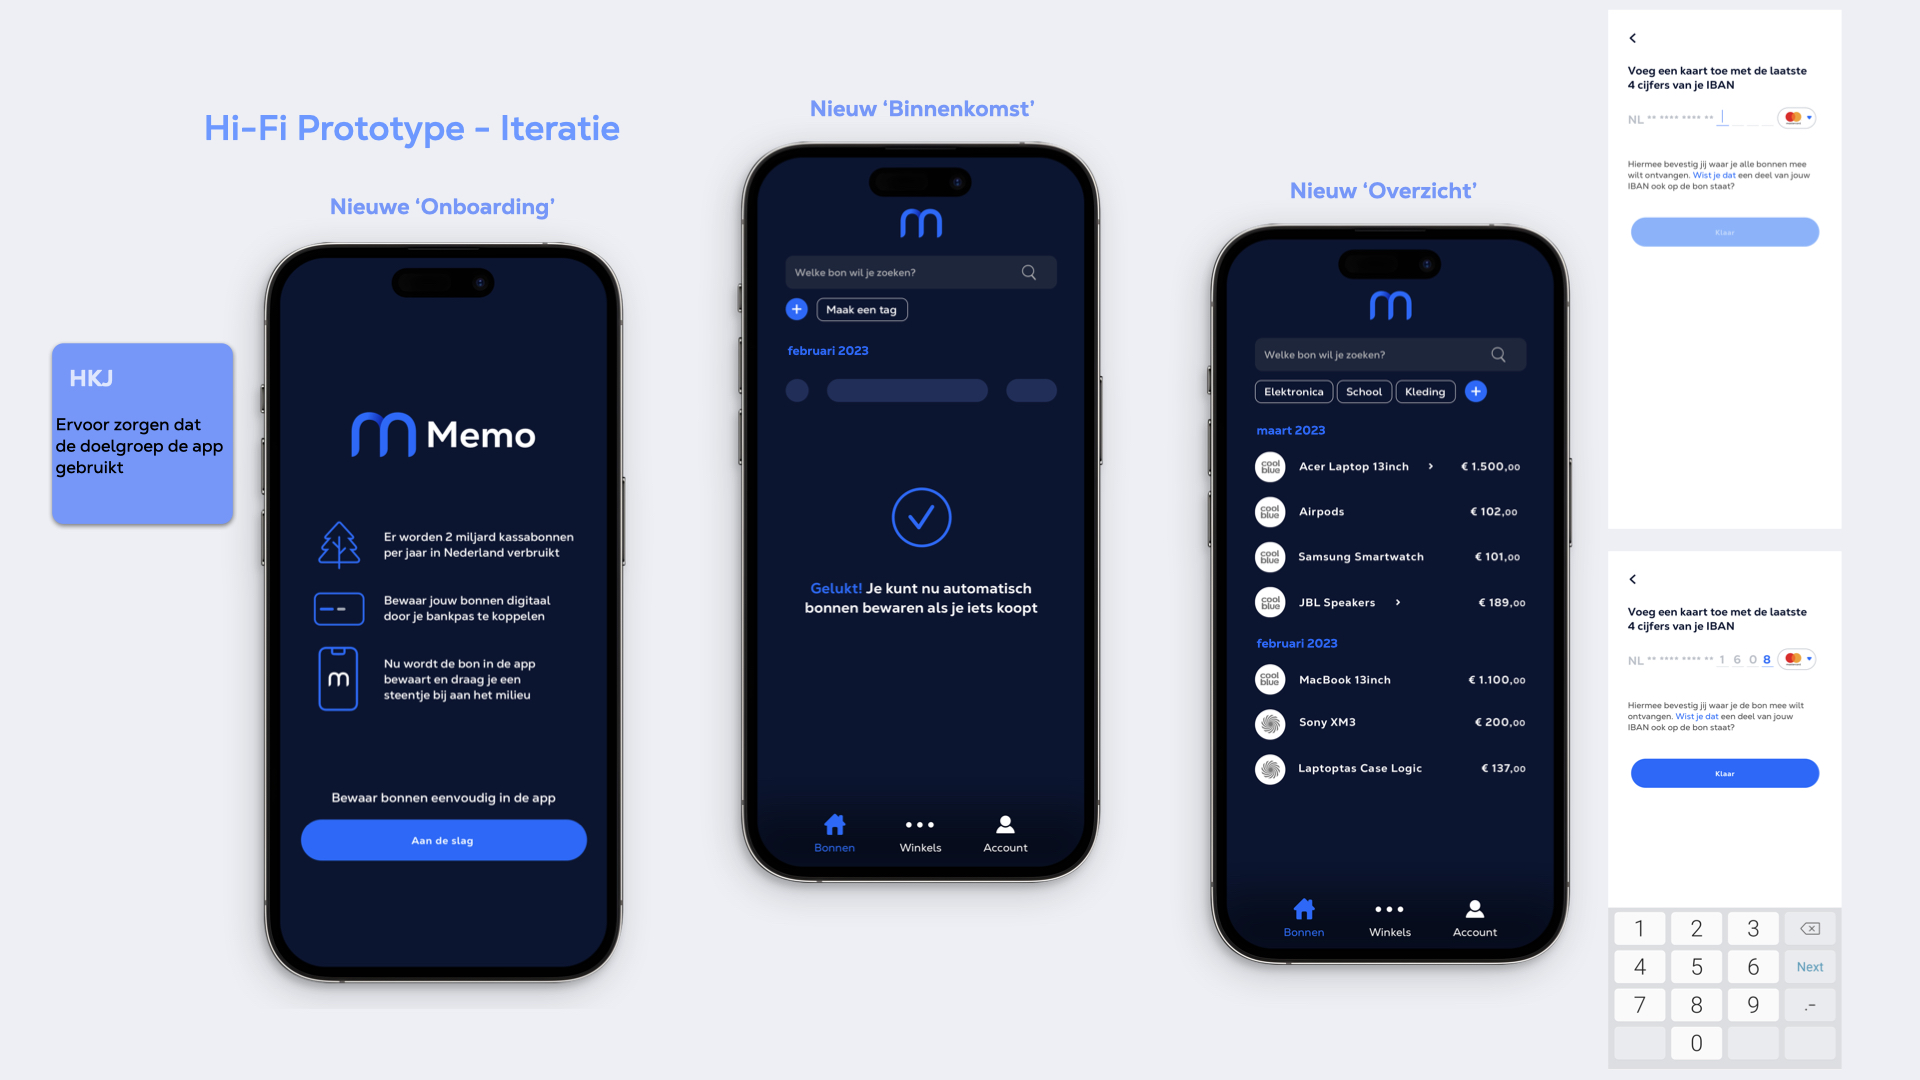 Hi-Fi Prototype - Iteratie
HKJ
Ervoor zorgen dat
de doelgroep de app
gebruikt
Nieuwe ‘Onboarding’
Memo
Er worden 2 miljard kassabonnen
per jaar in Nederland verbruikt
Bewaar jouw bonnen digitaal
door je bankpas te koppelen
m
Nu wordt de bon in de app
bewaart en draag je een
steentje bij aan het milieu
Bewaar bonnen eenvoudig in de app
Aan de slag
Nieuw ‘Binnenkomst’
m
Welke bon wil je zoeken?
+ Maak een tag
februari 2023
Gelukt! Je kunt nu automatisch
bonnen bewaren als je iets koopt
Bonnen Winkels Account
Nieuw ‘Overzicht’
m
Welke bon wil je zoeken?
Elektronica School Kleding +
maart 2023
cool blue Acer Laptop 13inch > € 1.500,00
cool blue Airpods € 102,00
cool blue Samsung Smartwatch € 101,00
cool blue JBL Speakers > € 189,00
februari 2023
cool blue MacBook 13inch € 1.100,00
Sony XM3 € 200,00
Laptoptas Case Logic € 137,00
Bonnen Winkels Account
<
Voeg een kaart toe met de laatste
4 cijfers van je IBAN
NL ** **** **** ** _ _ _ _
Hiermee bevestig jij waar je alle bonnen mee
wilt ontvangen. Wist je dat een deel van jouw
IBAN ook op de bon staat?
Klaar
<
Voeg een kaart toe met de laatste
4 cijfers van je IBAN
NL ** **** **** ** 1 6 0 8
Hiermee bevestig jij waar je de bon mee wilt
ontvangen. Wist je dat een deel van jouw
IBAN ook op de bon staat?
Klaar
1 2 3
4 5 6 Next
7 8 9 .-
0